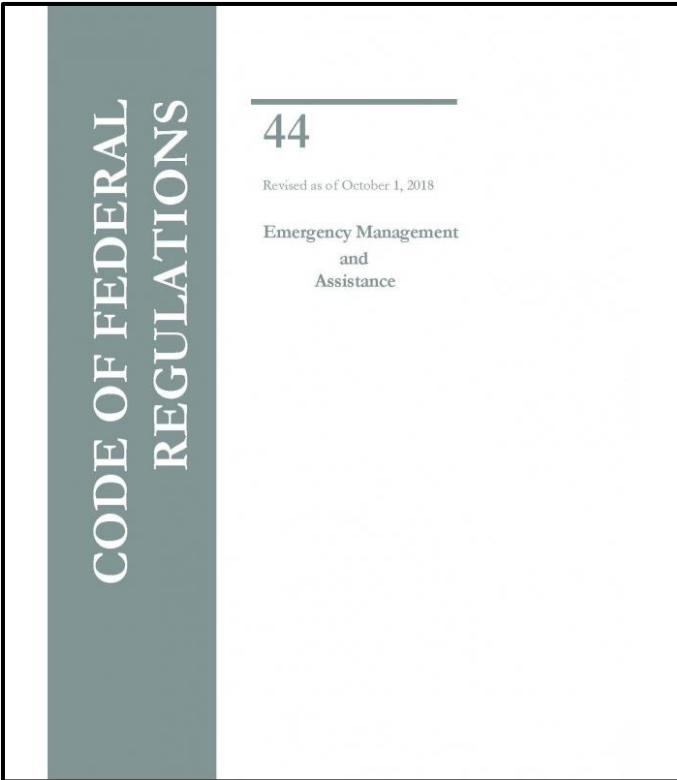 CODE OF FEDERAL
REGULATIONS
44
Revised as of October 1, 2018
Emergency Management
and
Assistance